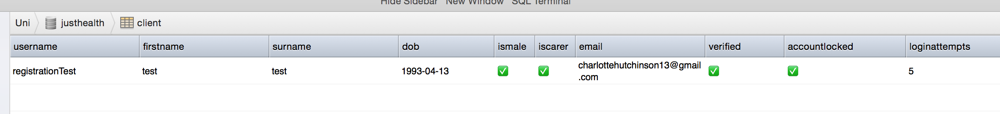 Hide Sidebar New Window SQL Terminal
Uni justhealth client
username firstname surname dob ismale iscarer email verified accountlocked loginattempts
registrationTest test test 1993-04-13 charlottehutchinson13@gmail 5
.com